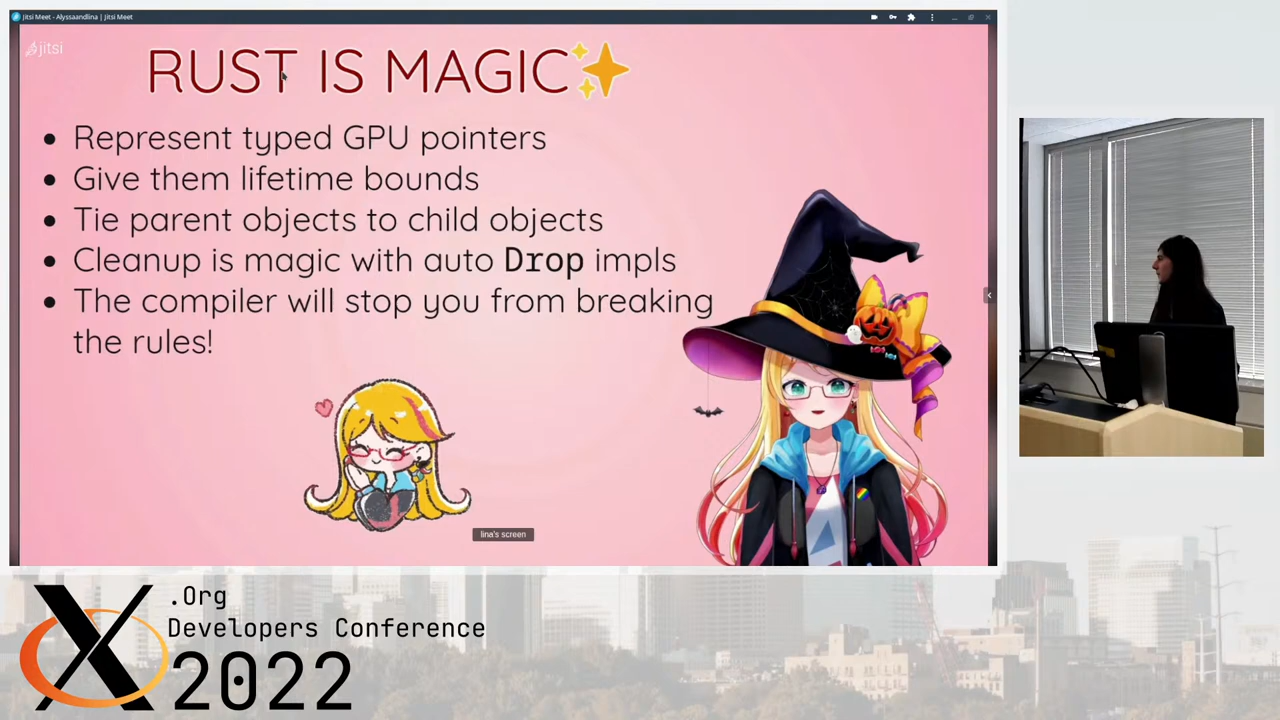 Jitsi Meet - Alyssaandlina | Jitsi Meet
jitsi
RUST IS MAGIC
Represent typed GPU pointers
Give them lifetime bounds
Tie parent objects to child objects
Cleanup is magic with auto Drop impls
The compiler will stop you from breaking
the rules!
lina's screen
X.Org
Developers Conference
2022